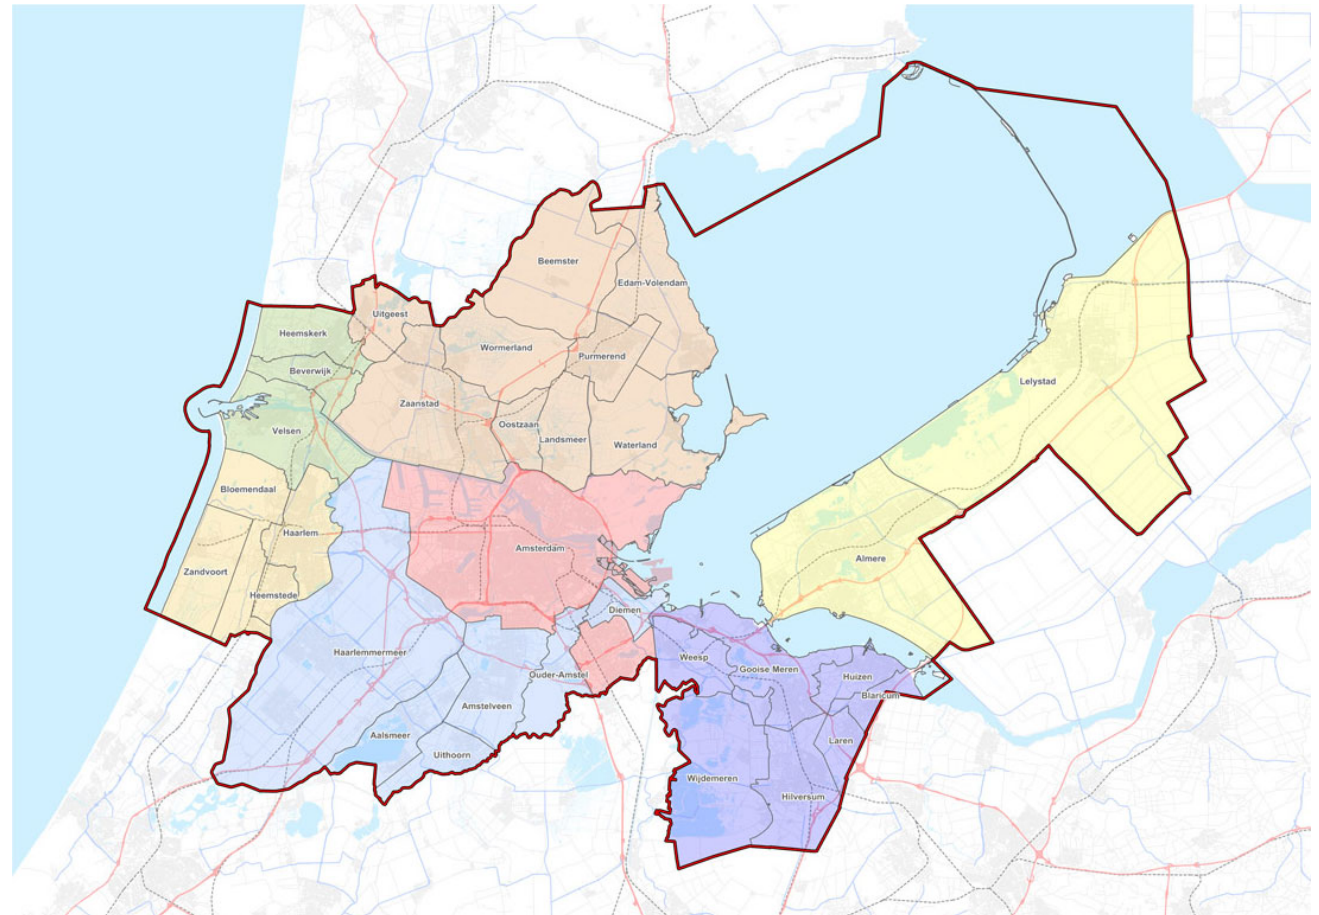 Beemster
Edam-Volendam
Uitgeest
Heemskerk
Wormerland
Purmerend
Beverwijk
Lelystad
Zaanstad
Oostzaan
Velsen
Landsmeer
Waterland
Bloemendaal
Haarlem
Amsterdam
Almere
Zandvoort
Heemstede
Diemen
Haarlemmermeer
Weesp
Gooise Meren
Ouder-Amstel
Huizen
Blaricum
Amstelveen
Aalsmeer
Laren
Uithoorn
Wijdemeren
Hilversum